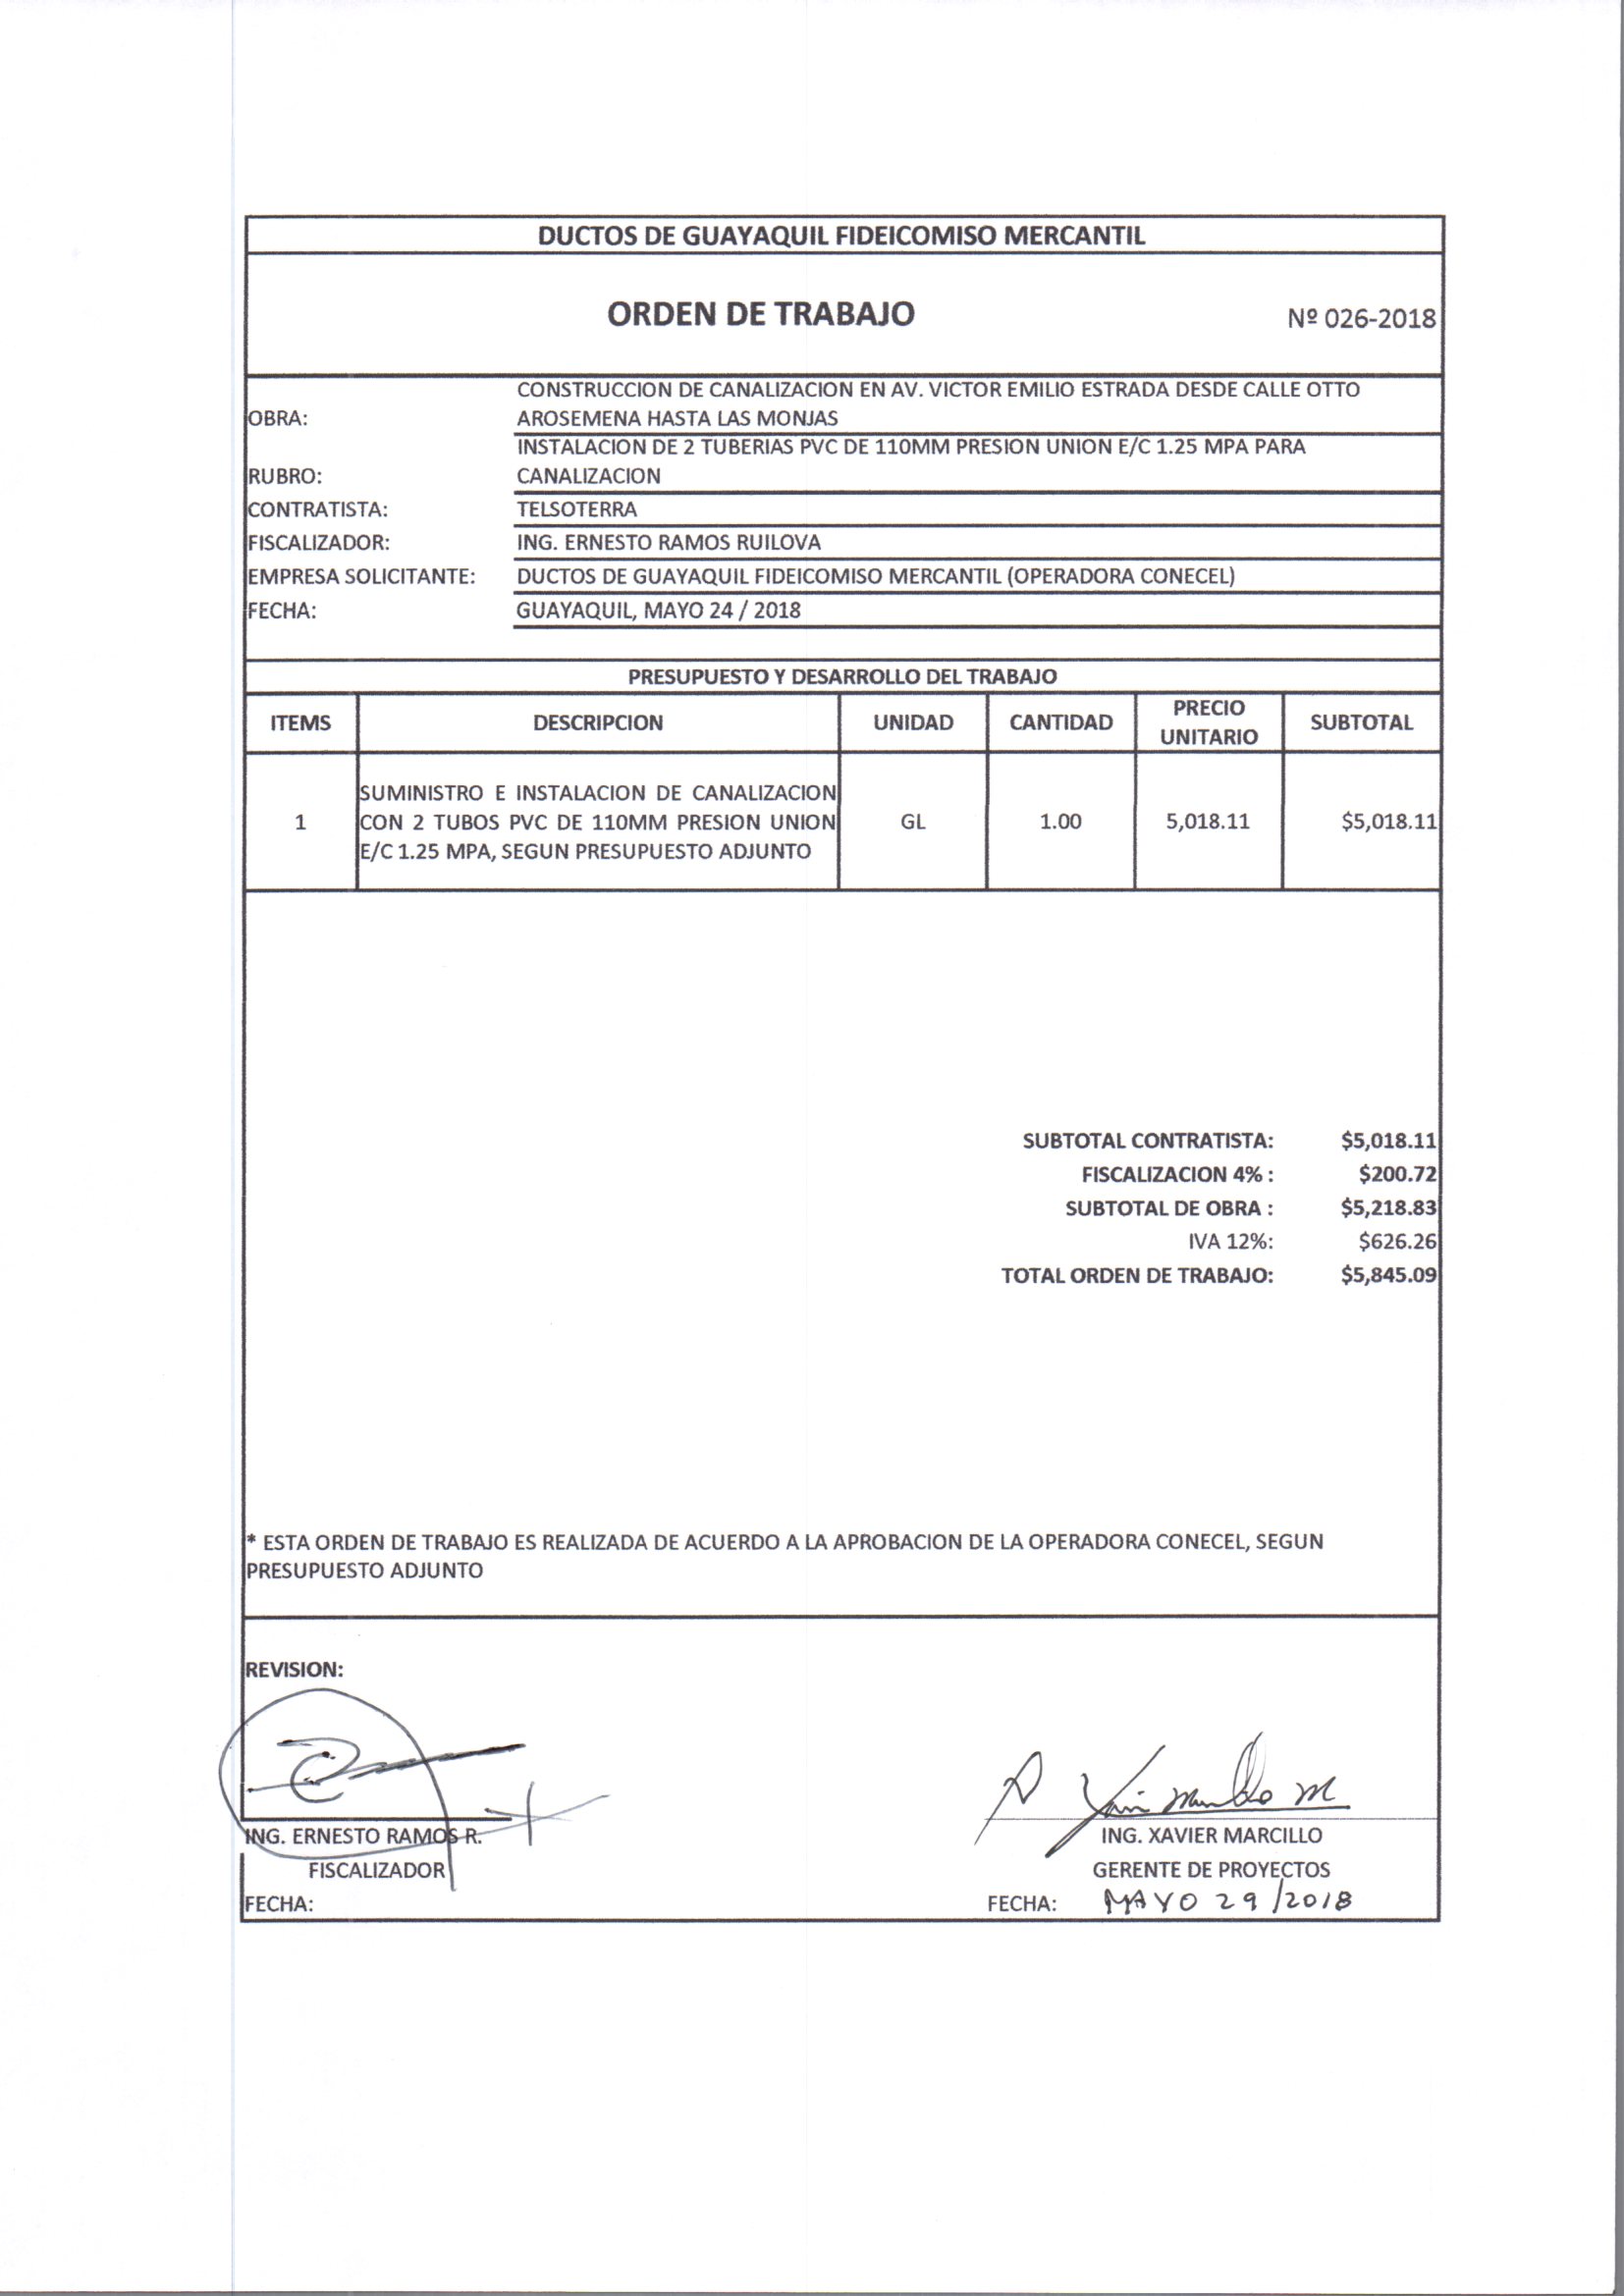 DUCTOS DE GUAYAQUIL FIDEICOMISO MERCANTIL
ORDEN DE TRABAJO
Nº 026-2018
OBRA:
CONSTRUCCION DE CANALIZACION EN AV. VICTOR EMILIO ESTRADA DESDE CALLE OTTO
AROSEMENA HASTA LAS MONJAS
RUBRO:
INSTALACION DE 2 TUBERIAS PVC DE 110MM PRESION UNION E/C 1.25 MPA PARA
CANALIZACION
CONTRATISTA: TELSOTERRA
FISCALIZADOR: ING. ERNESTO RAMOS RUILOVA
EMPRESA SOLICITANTE: DUCTOS DE GUAYAQUIL FIDEICOMISO MERCANTIL (OPERADORA CONECEL)
FECHA: GUAYAQUIL, MAYO 24 / 2018
PRESUPUESTO Y DESARROLLO DEL TRABAJO
ITEMS DESCRIPCION UNIDAD CANTIDAD PRECIO UNITARIO SUBTOTAL
1
SUMINISTRO E INSTALACION DE CANALIZACION
CON 2 TUBOS PVC DE 110MM PRESION UNION
E/C 1.25 MPA, SEGUN PRESUPUESTO ADJUNTO
GL 1.00 5,018.11 $5,018.11
SUBTOTAL CONTRATISTA: $5,018.11
FISCALIZACION 4% : $200.72
SUBTOTAL DE OBRA : $5,218.83
IVA 12%: $626.26
TOTAL ORDEN DE TRABAJO: $5,845.09
* ESTA ORDEN DE TRABAJO ES REALIZADA DE ACUERDO A LA APROBACION DE LA OPERADORA CONECEL, SEGUN
PRESUPUESTO ADJUNTO
REVISION:
ING. ERNESTO RAMOS R.
FISCALIZADOR
FECHA:
ING. XAVIER MARCILLO
GERENTE DE PROYECTOS
FECHA: MAYO 29/2018